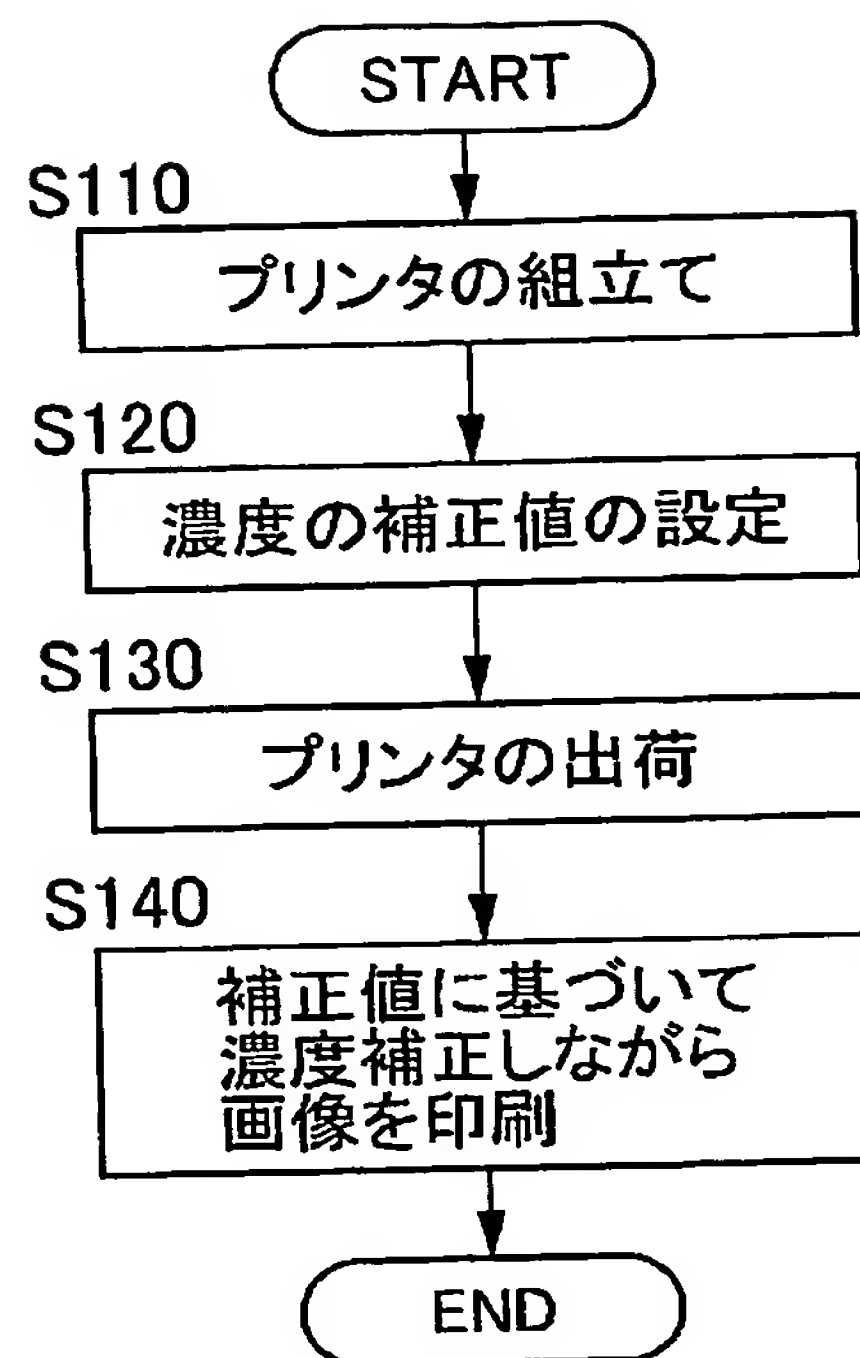 START
S110
プリンタの組立て
S120
濃度の補正値の設定
S130
プリンタの出荷
S140
補正値に基づいて
濃度補正しながら
画像を印刷
END